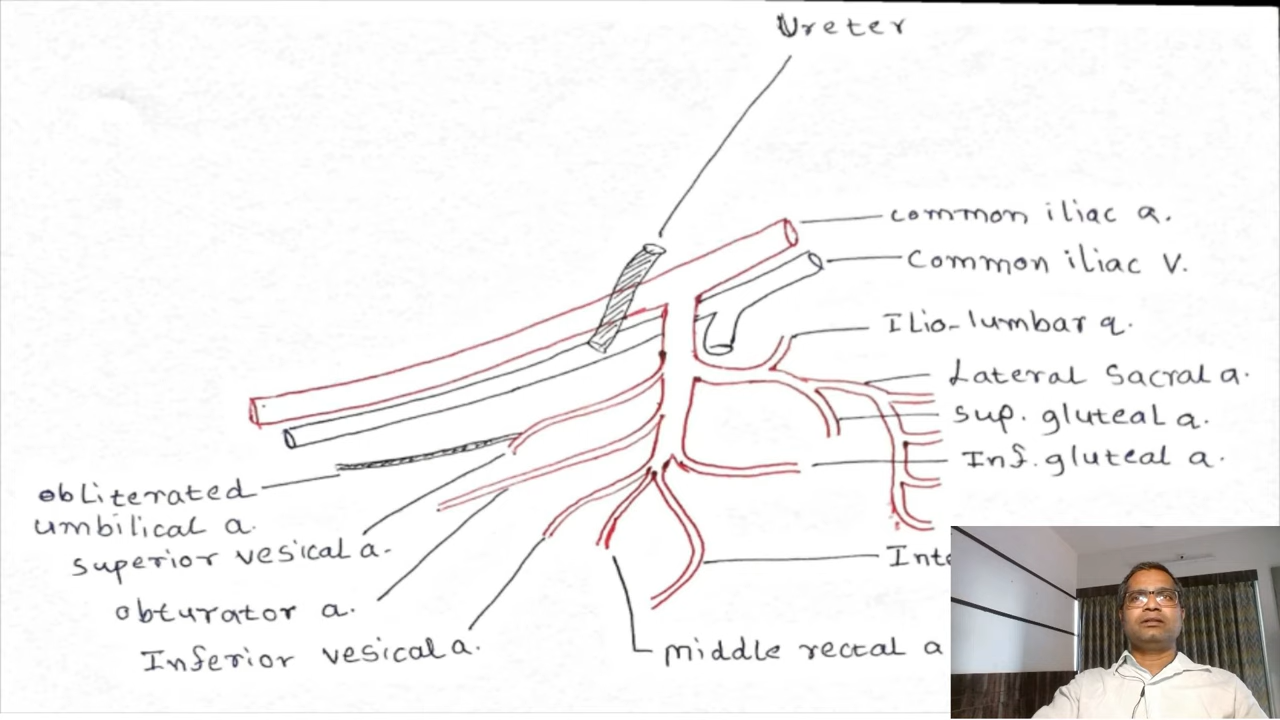 Ureter
common iliac a.
Common iliac v.
Ilio-lumbar a.
Lateral sacral a.
sup. gluteal a.
Inf. gluteal a.
obliterated
umbilical a.
superior vesical a.
obturator a.
Inferior vesical a.
middle rectal a